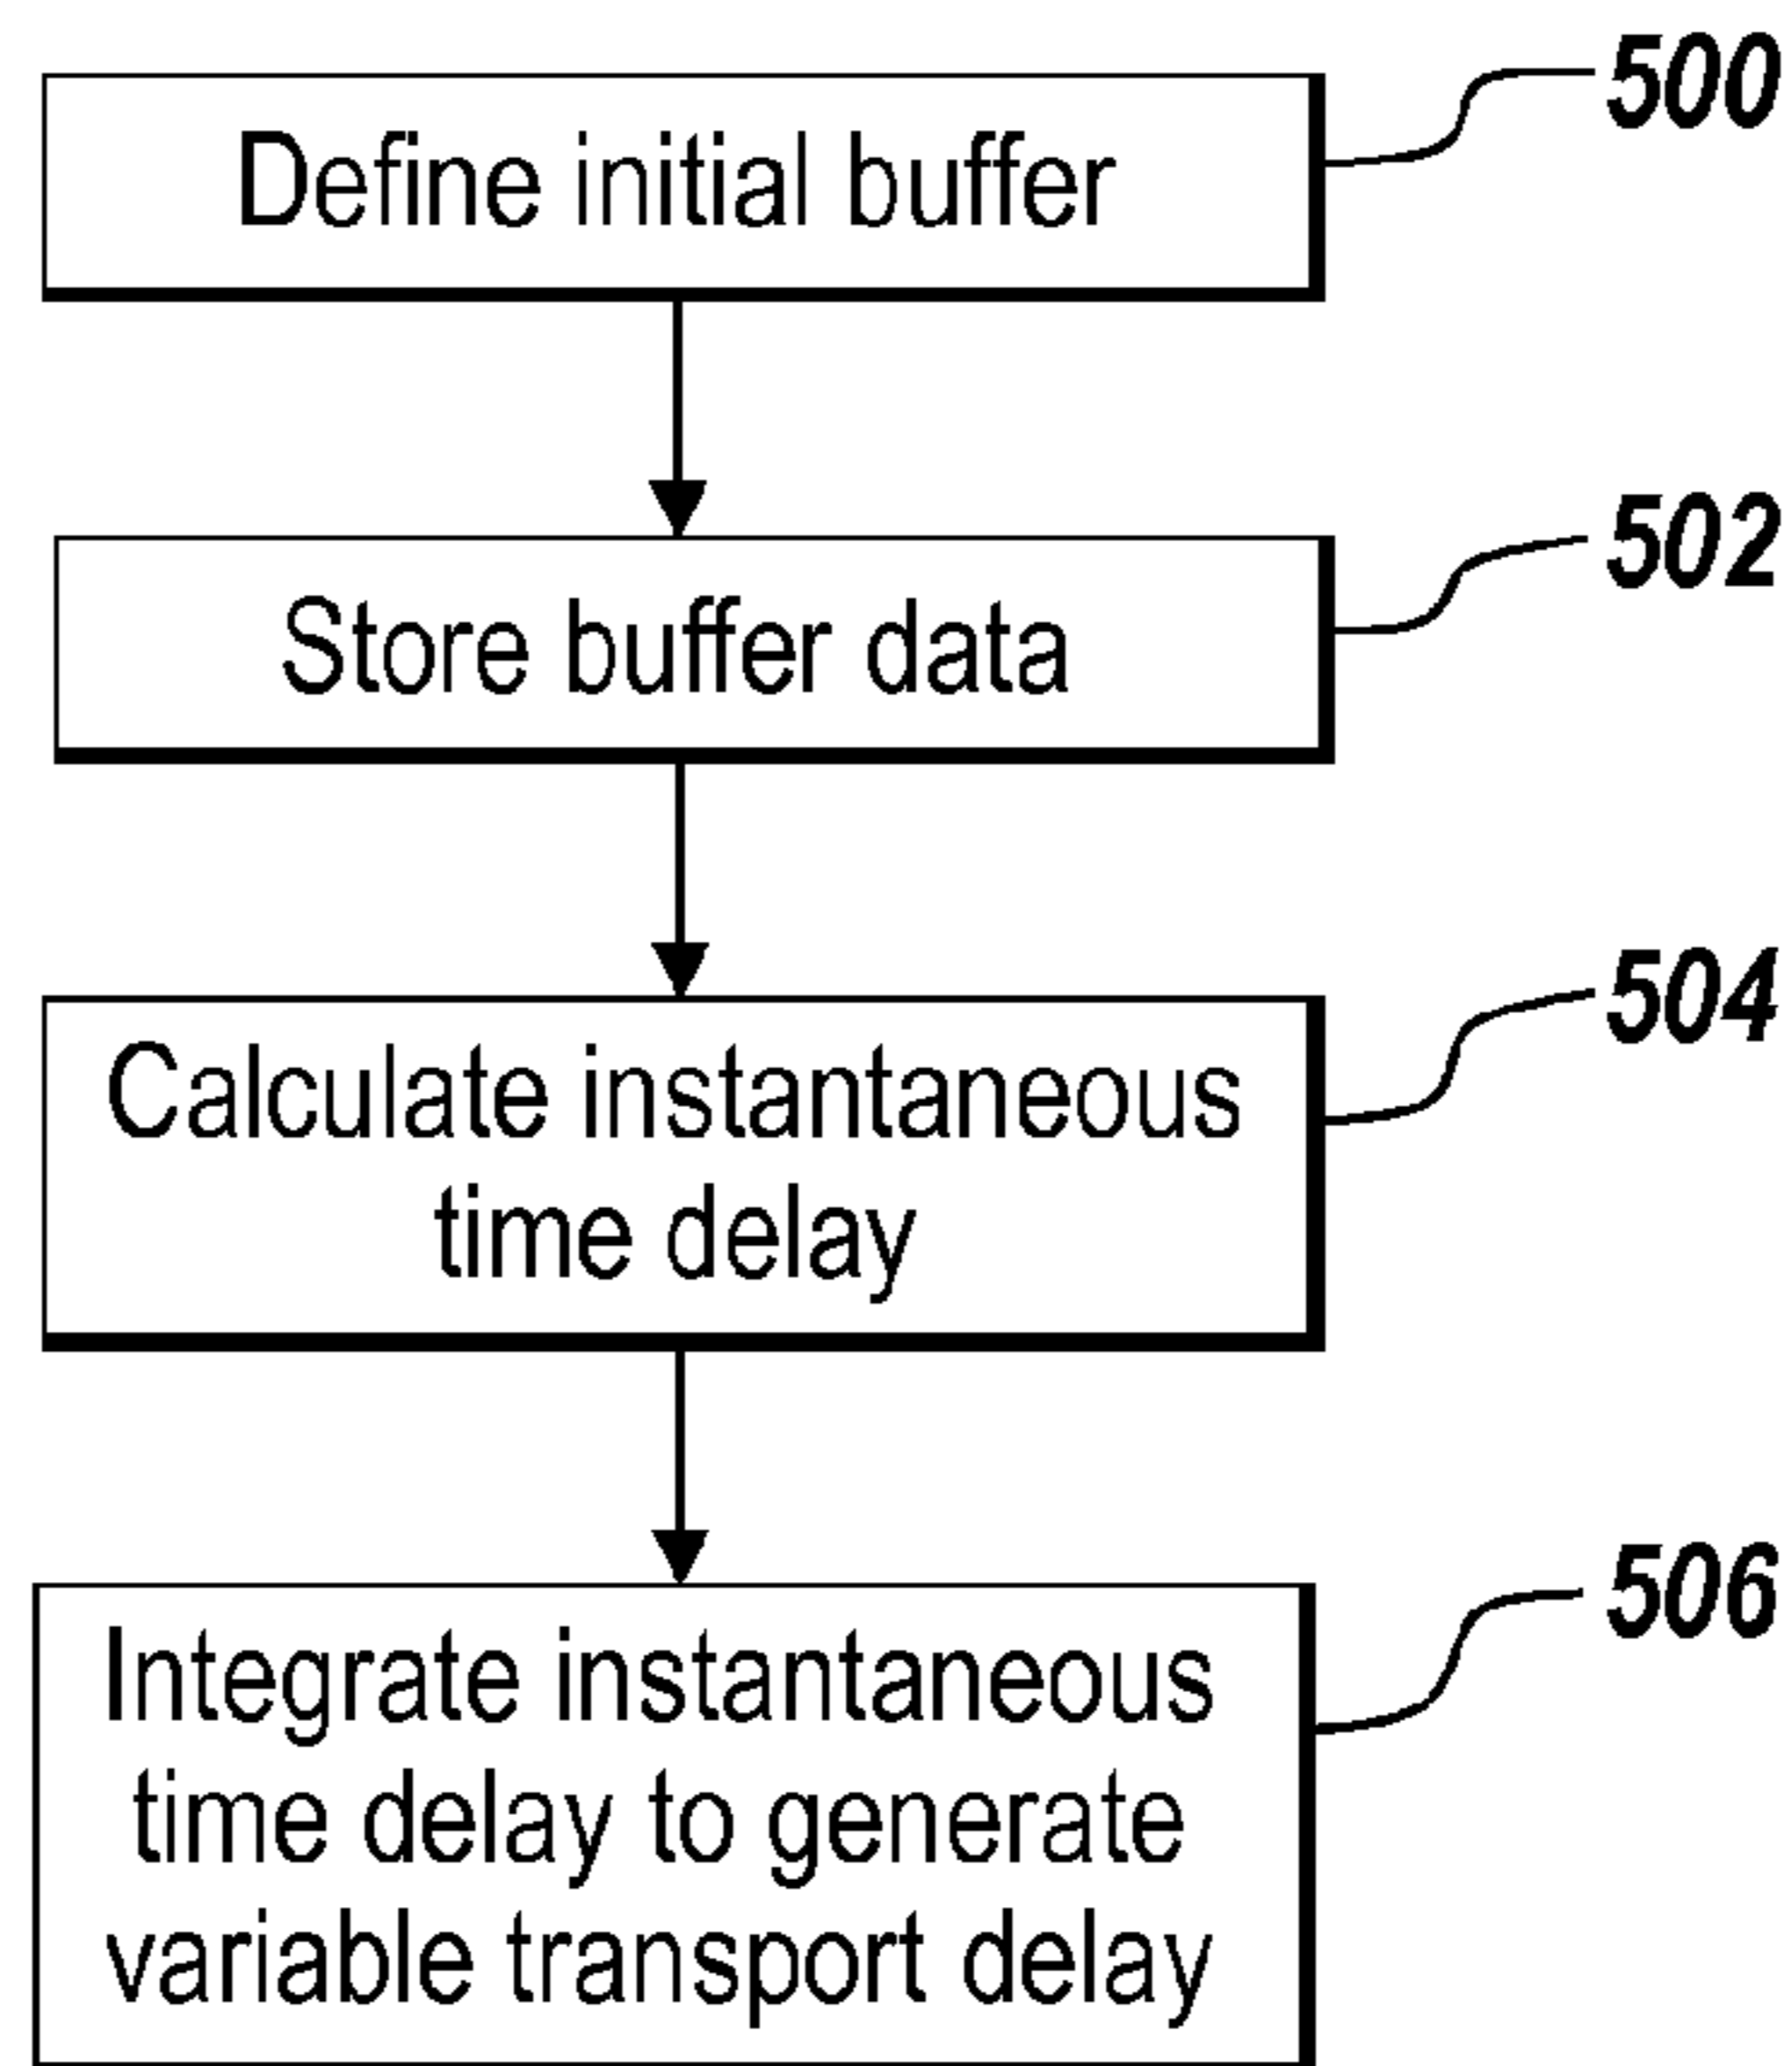 500
Define initial buffer
502
Store buffer data
504
Calculate instantaneous
time delay
506
Integrate instantaneous
time delay to generate
variable transport delay